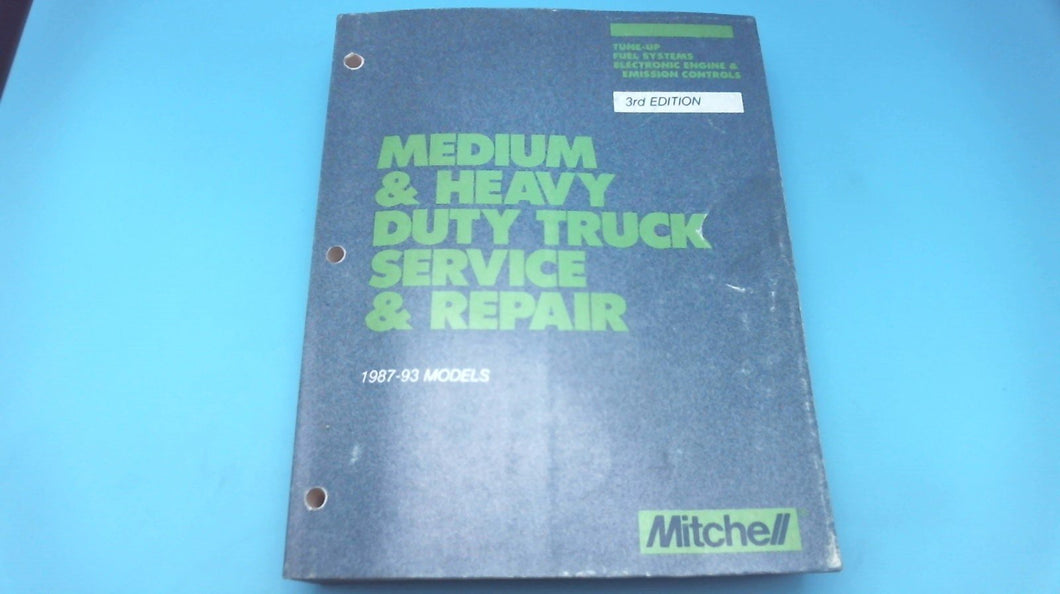 TUNE-UP
FUEL SYSTEMS
ELECTRONIC ENGINE &
EMISSION CONTROLS
3rd EDITION
MEDIUM
& HEAVY
DUTY TRUCK
SERVICE
& REPAIR
1987-93 MODELS
Mitchell